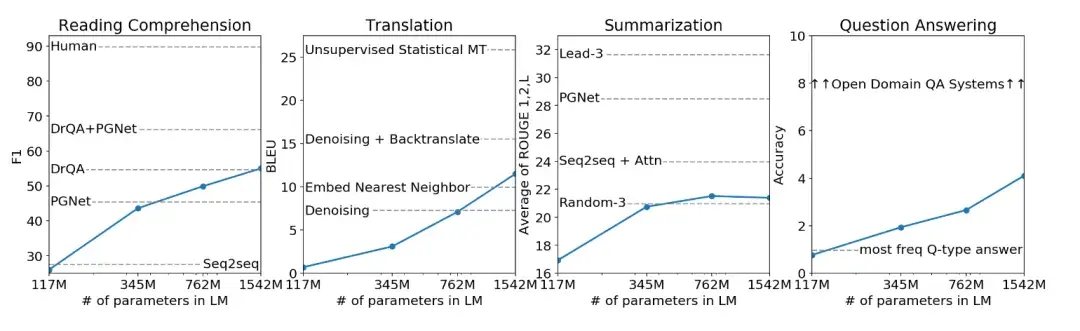 Reading Comprehension
90
80
70
60
50
40
30
F1
Human
DrQA+PGNet
DrQA
PGNet
Seq2seq
117M
345M
762M
1542M
# of parameters in LM
Translation
25
20
15
10
5
0
BLEU
Unsupervised Statistical MT
Denoising + Backtranslate
Embed Nearest Neighbor
Denoising
117M
345M
762M
1542M
# of parameters in LM
Summarization
32
30
28
26
24
22
20
18
16
Average of ROUGE 1,2,L
Lead-3
PGNet
Seq2seq + Attn
Random-3
117M
345M
762M
1542M
# of parameters in LM
Question Answering
10
8
6
4
2
0
Accuracy
↑↑Open Domain QA Systems↑↑
most freq Q-type answer
117M
345M
762M
1542M
# of parameters in LM